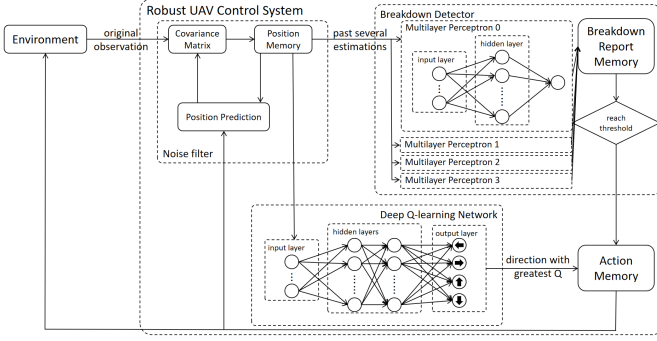 Robust UAV Control System
Environment
original
observation
Covariance
Matrix
Position
Memory
Position Prediction
Noise filter
past several
estimations
Breakdown Detector
Multilayer Perceptron 0
hidden layer
input layer
Multilayer Perceptron 1
Multilayer Perceptron 2
Multilayer Perceptron 3
Breakdown
Report
Memory
reach
threshold
Deep Q-learning Network
hidden layers
output layer
input layer
direction with
greatest Q
Action
Memory